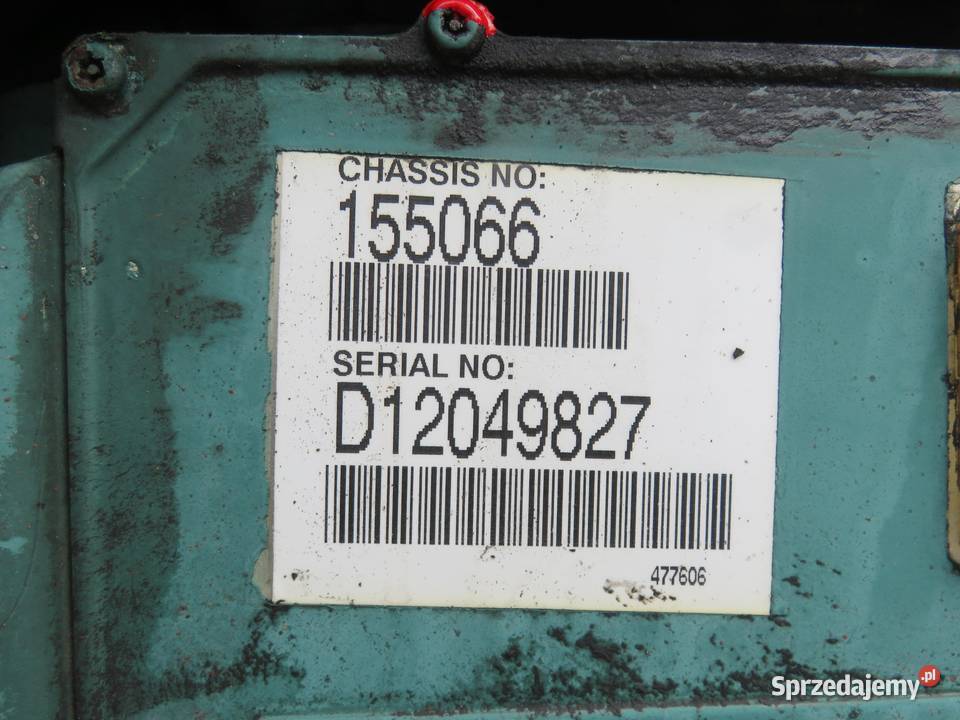 CHASSIS NO:
155066
SERIAL NO:
D12049827
477606
Sprzedajemy.pl